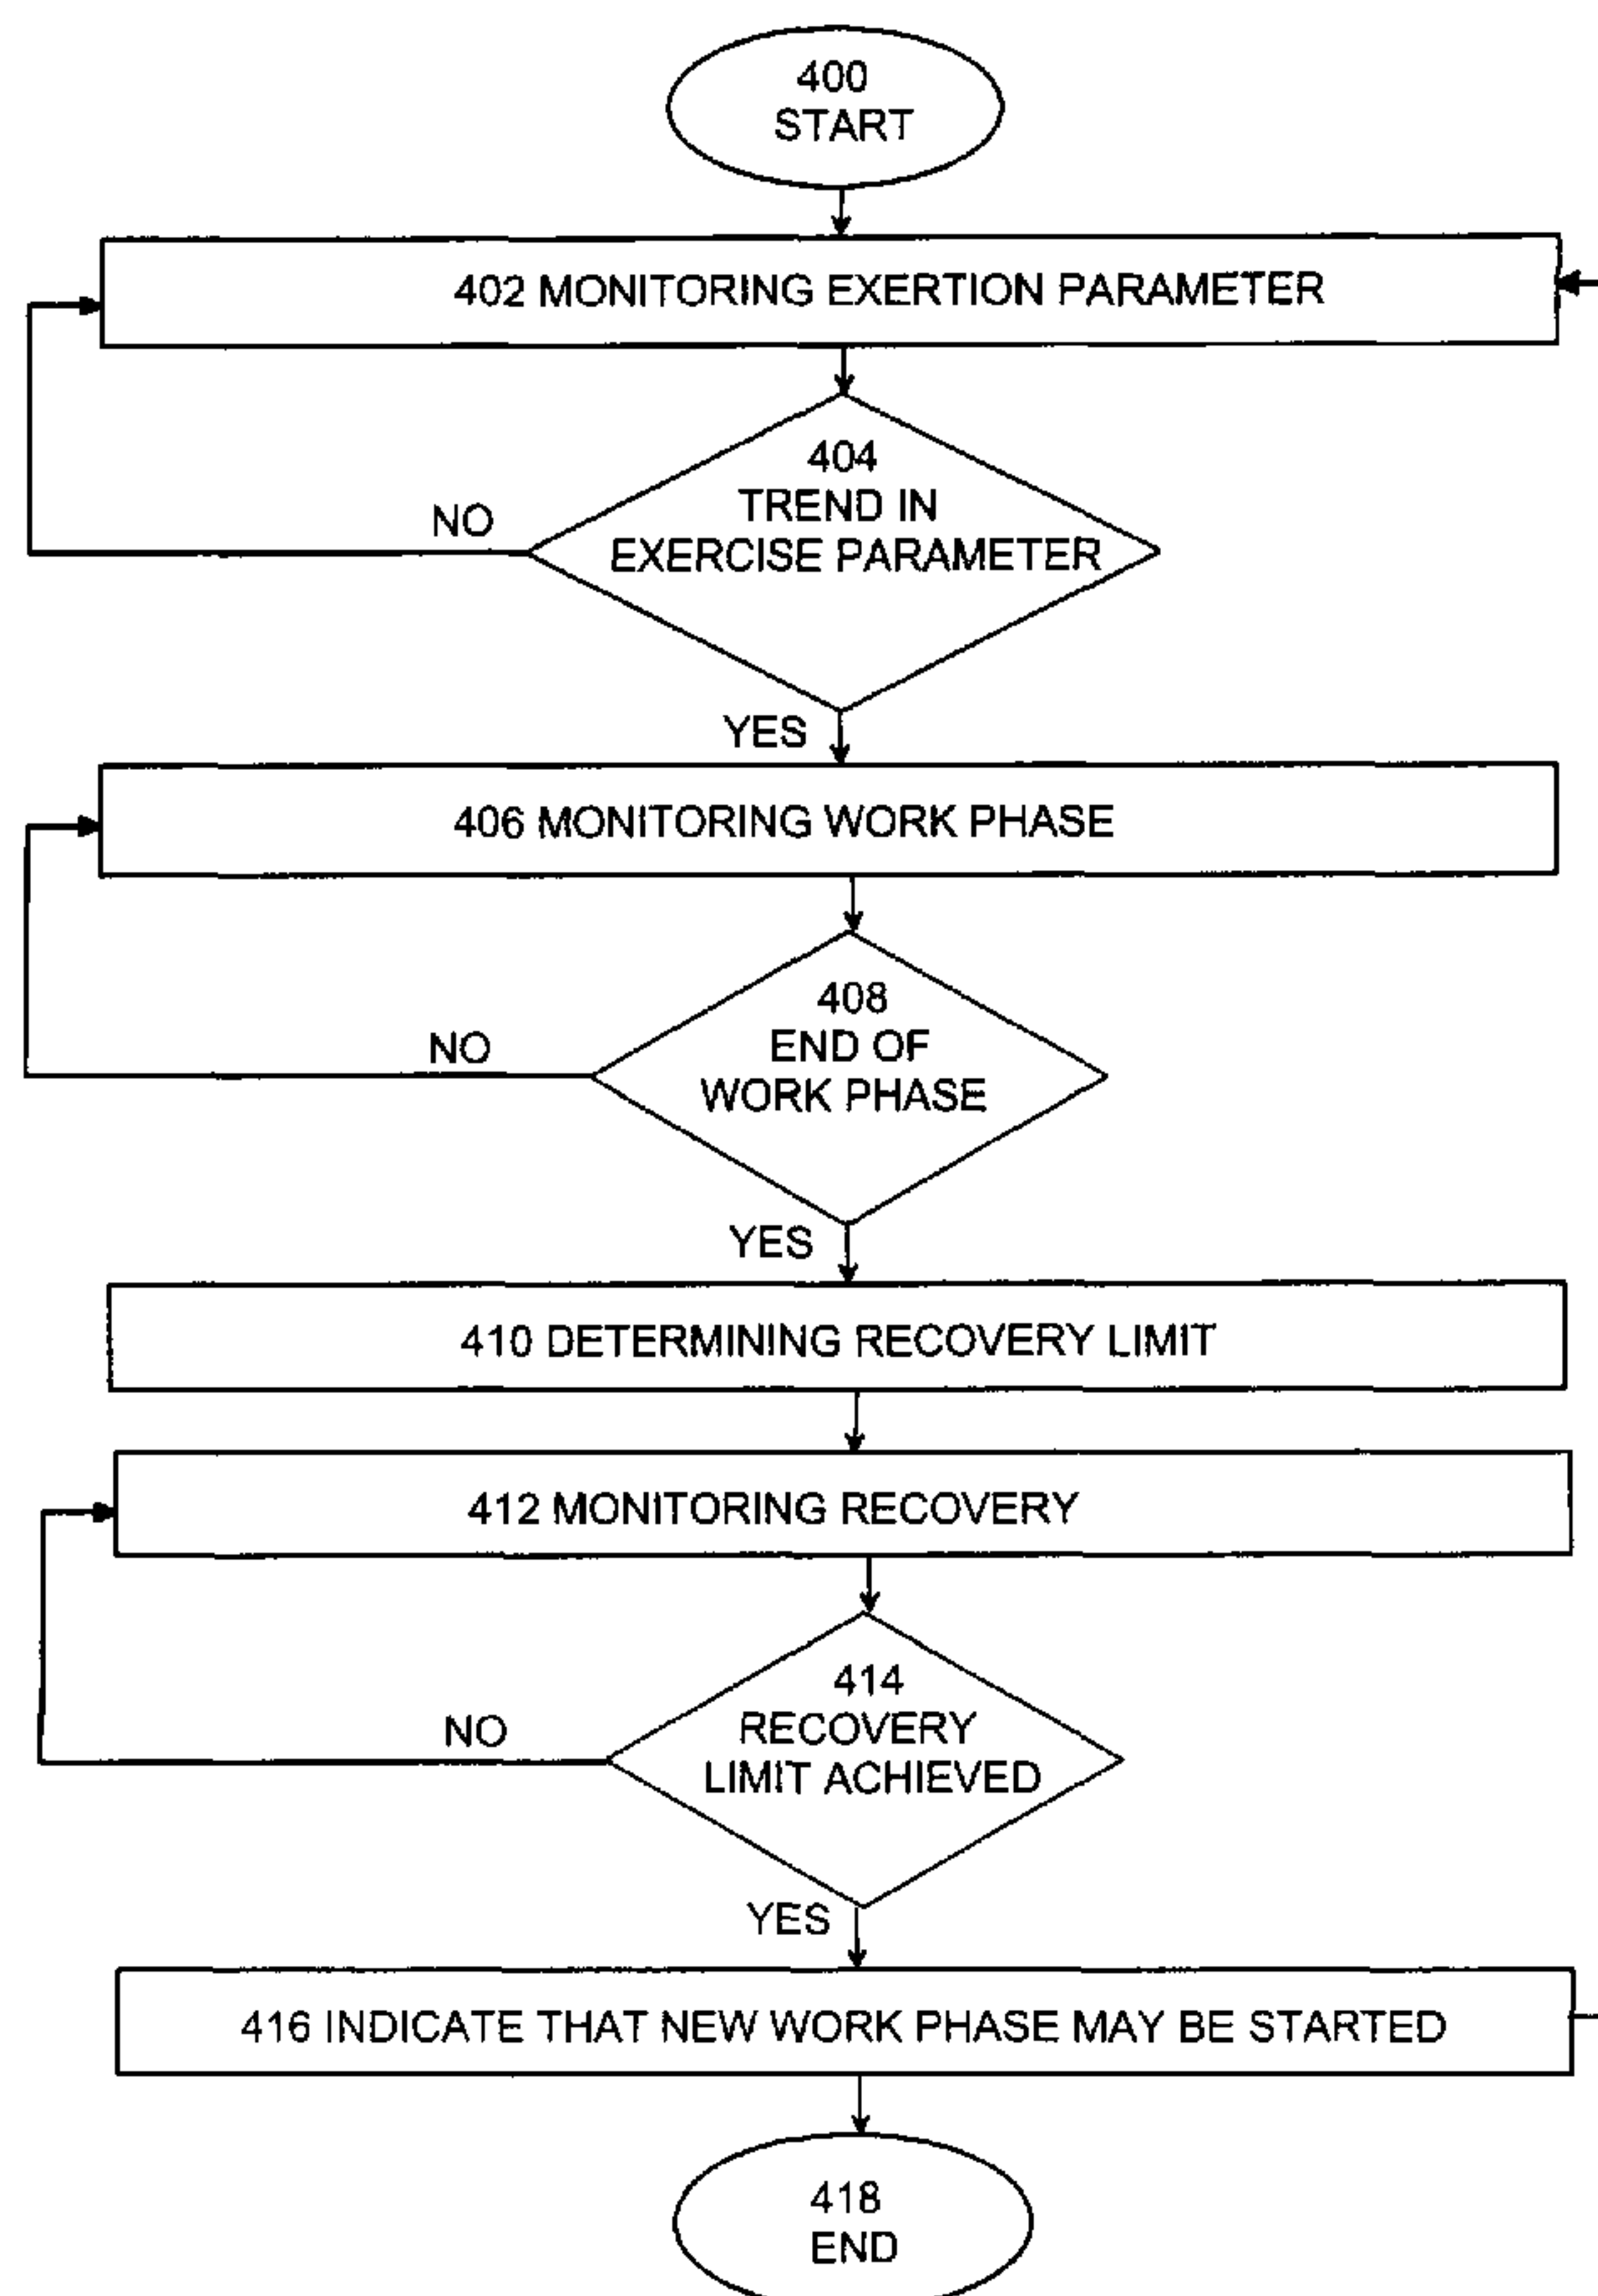 400
START
402 MONITORING EXERTION PARAMETER
404
TREND IN
EXERCISE PARAMETER
NO
YES
406 MONITORING WORK PHASE
408
END OF
WORK PHASE
NO
YES
410 DETERMINING RECOVERY LIMIT
412 MONITORING RECOVERY
414
RECOVERY
LIMIT ACHIEVED
NO
YES
416 INDICATE THAT NEW WORK PHASE MAY BE STARTED
418
END